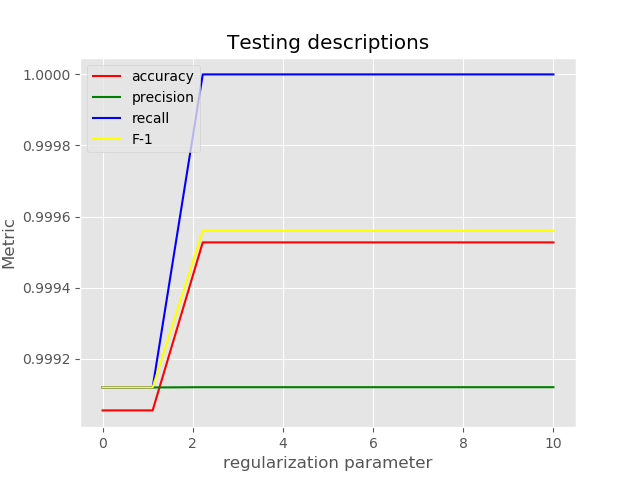 Testing descriptions
accuracy
precision
recall
F-1
Metric
1.0000
0.9998
0.9996
0.9994
0.9992
0 2 4 6 8 10
regularization parameter